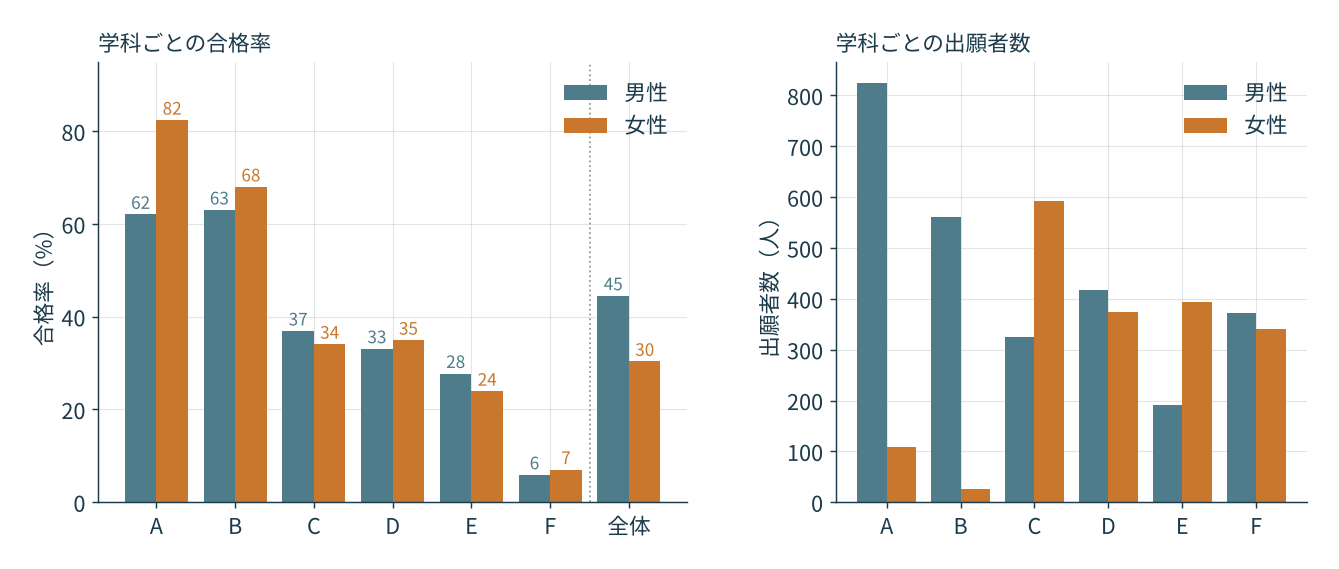 学科ごとの合格率
男性
女性
合格率（%）
80
60
40
20
0
62
82
63
68
37
34
33
35
28
24
6
7
45
30
A
B
C
D
E
F
全体
学科ごとの出願者数
男性
女性
出願者数（人）
800
700
600
500
400
300
200
100
0
A
B
C
D
E
F